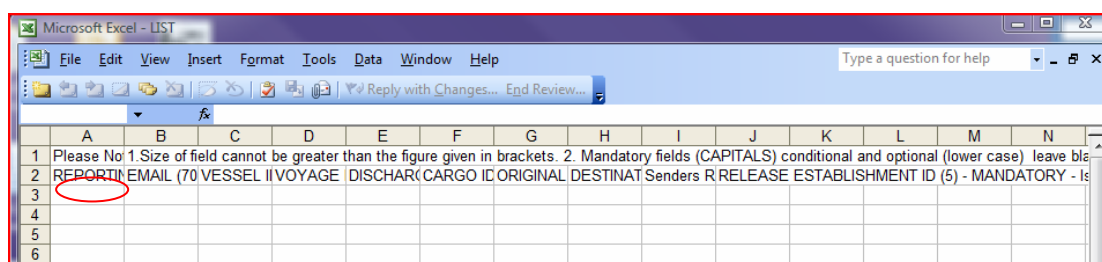 Microsoft Excel - LIST
File Edit View Insert Format Tools Data Window Help Type a question for help
Reply with Changes... End Review...
fx
A B C D E F G H I J K L M N
1 Please No 1.Size of field cannot be greater than the figure given in brackets. 2. Mandatory fields (CAPITALS) conditional and optional (lower case) leave bla
2 REPORTIN EMAIL (70 VESSEL I VOYAGE DISCHAR CARGO ID ORIGINAL DESTINAT Senders R RELEASE ESTABLISHMENT ID (5) - MANDATORY - Is
3
4
5
6